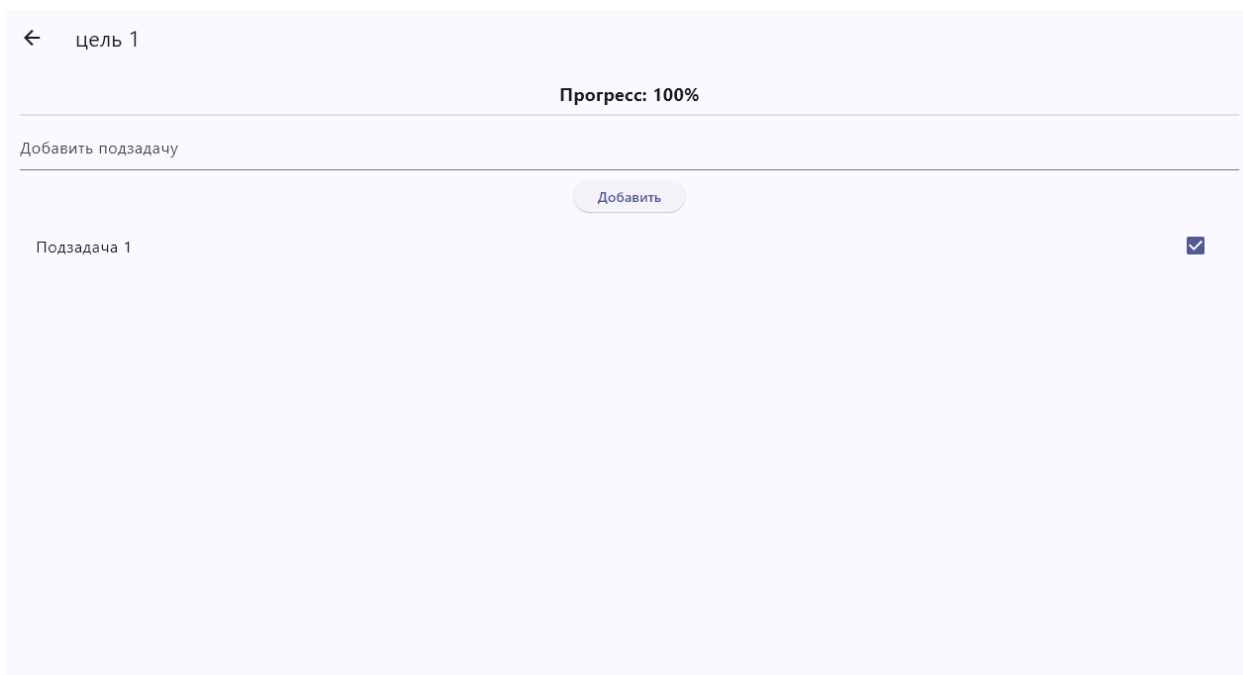 цель 1
Прогресс: 100%
Добавить подзадачу
Добавить
Подзадача 1